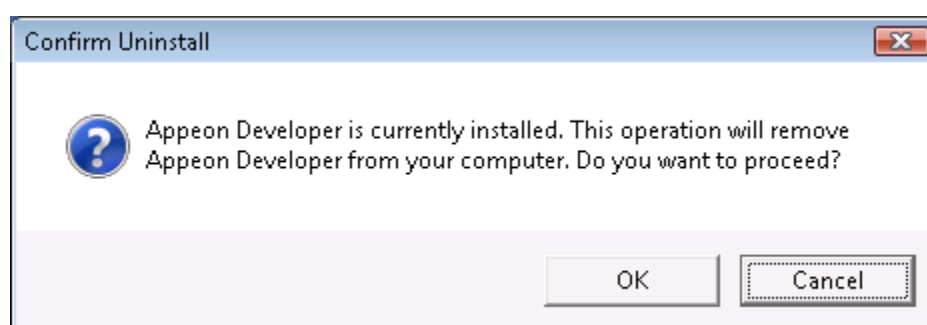 Confirm Uninstall
Appeon Developer is currently installed. This operation will remove
Appeon Developer from your computer. Do you want to proceed?
OK
Cancel